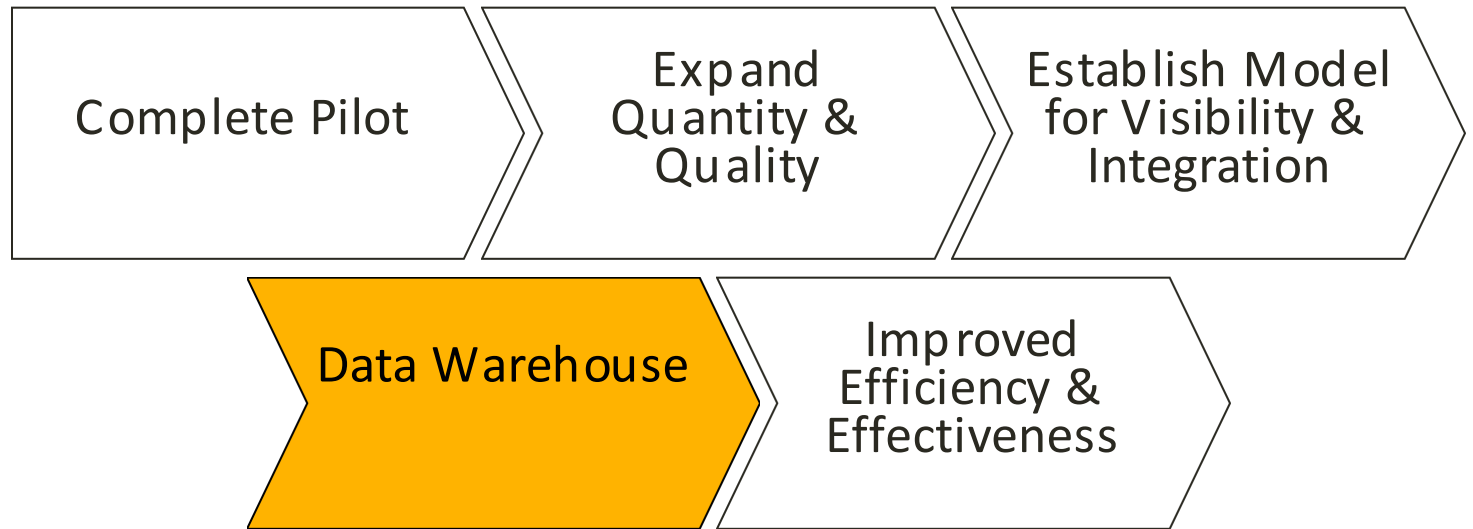 Complete Pilot
Expand
Quantity &
Quality
Establish Model
for Visibility &
Integration
Data Warehouse
Improved
Efficiency &
Effectiveness